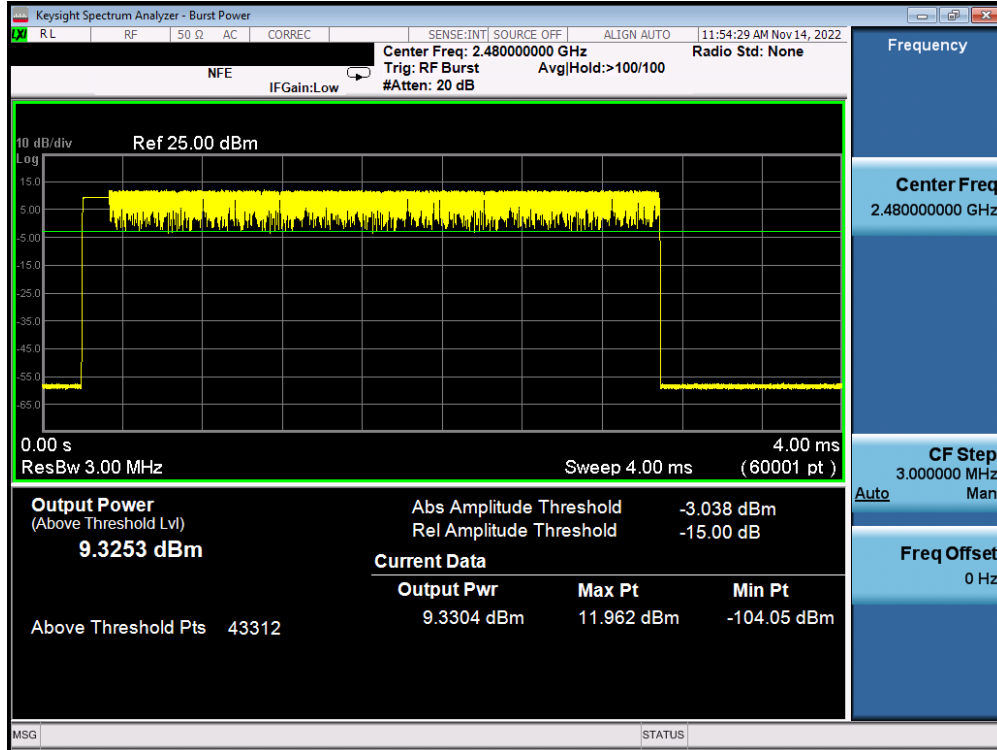 Keysight Spectrum Analyzer - Burst Power
LXI RL RF 50 Ω AC CORREC SENSE:INT SOURCE OFF ALIGN AUTO 11:54:29 AM Nov 14, 2022
Center Freq: 2.480000000 GHz Radio Std: None
NFE Trig: RF Burst Avg|Hold:>100/100
IFGain:Low #Atten: 20 dB
10 dB/div Ref 25.00 dBm
Log
15.0
5.00
-5.00
-15.0
-25.0
-35.0
-45.0
-55.0
-65.0
0.00 s 4.00 ms
ResBw 3.00 MHz Sweep 4.00 ms (60001 pt)
Output Power
(Above Threshold Lvl)
9.3253 dBm
Above Threshold Pts 43312
Abs Amplitude Threshold -3.038 dBm
Rel Amplitude Threshold -15.00 dB
Current Data
Output Pwr Max Pt Min Pt
9.3304 dBm 11.962 dBm -104.05 dBm
MSG STATUS
Frequency
Center Freq
2.480000000 GHz
CF Step
3.000000 MHz
Auto Man
Freq Offset
0 Hz